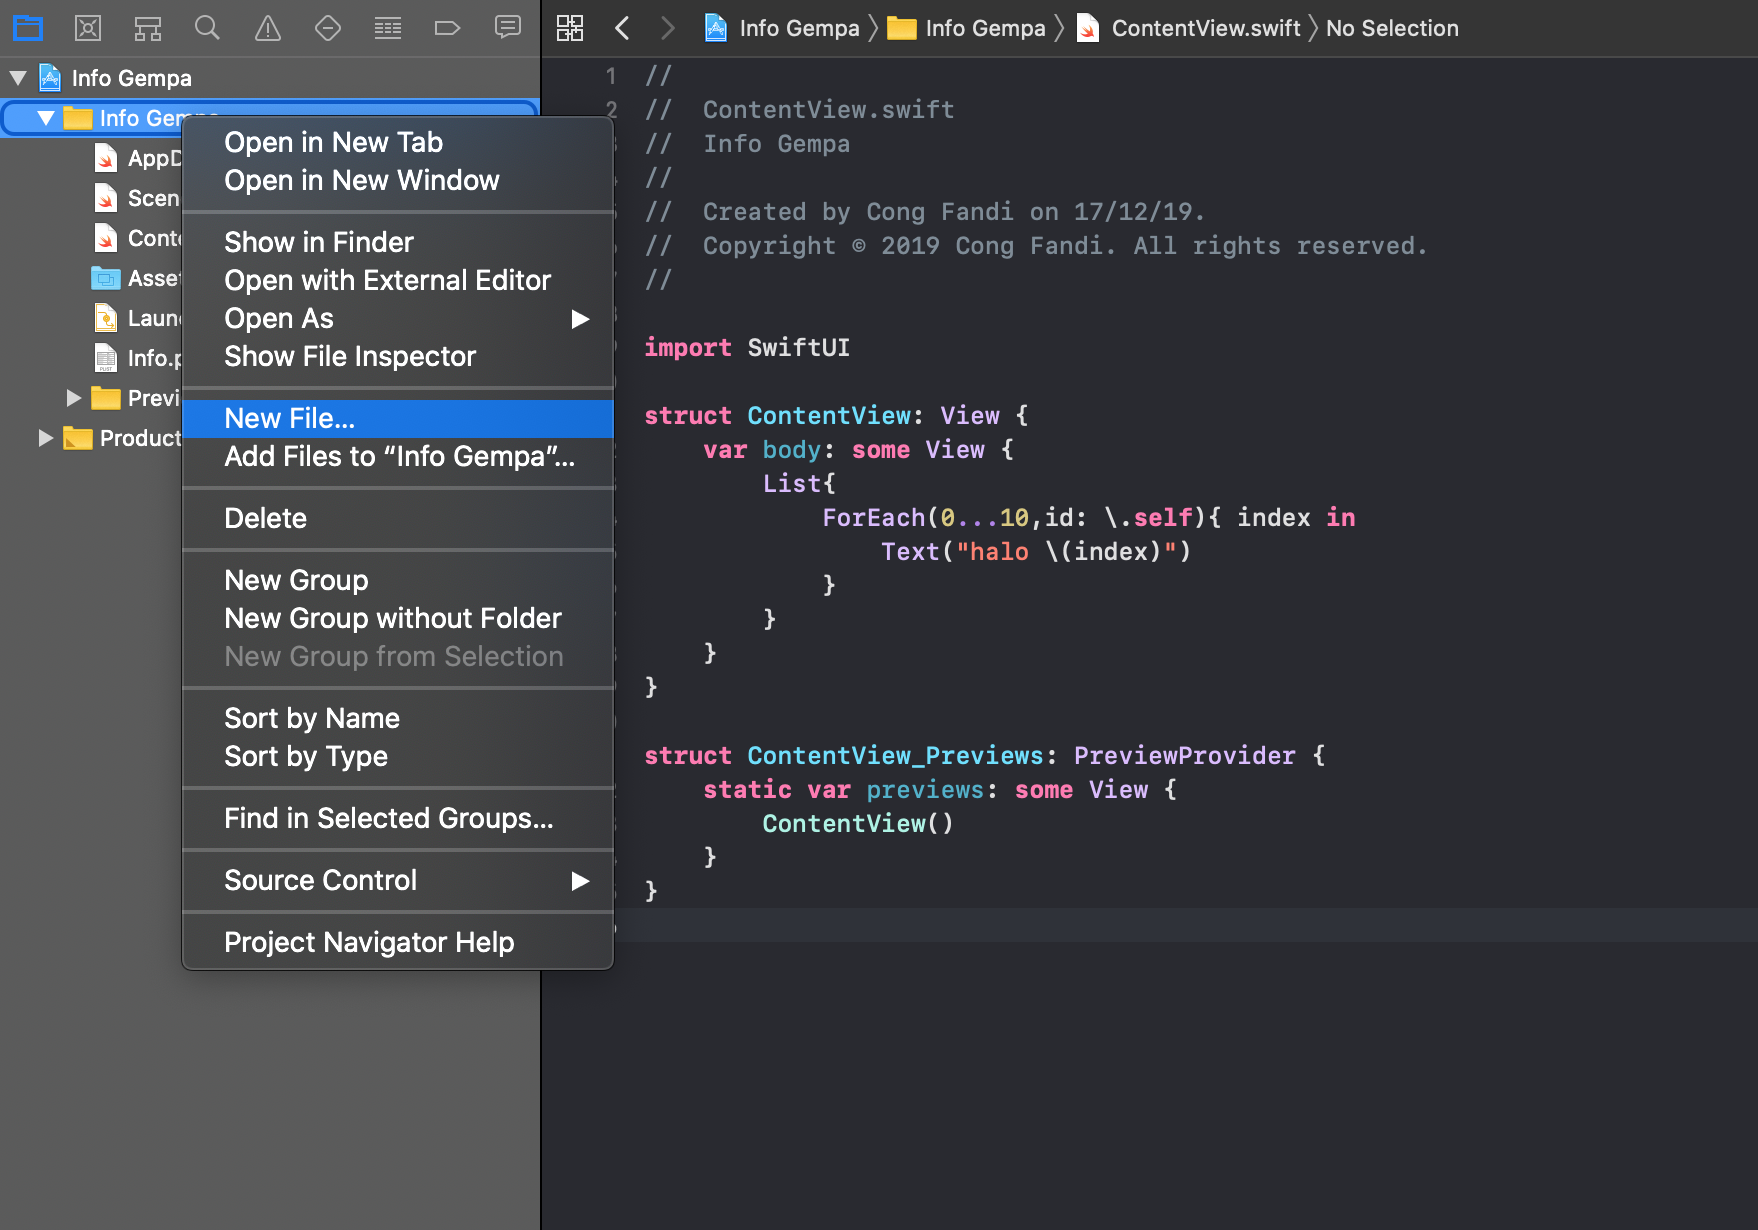 Info Gempa 〉 Info Gempa 〉 ContentView.swift 〉 No Selection
Info Gempa
Info Gempa
AppD
Scen
Conte
Asset
Laun
Info.p
Previ
Product
Open in New Tab
Open in New Window
Show in Finder
Open with External Editor
Open As
Show File Inspector
New File...
Add Files to “Info Gempa”...
Delete
New Group
New Group without Folder
New Group from Selection
Sort by Name
Sort by Type
Find in Selected Groups...
Source Control
Project Navigator Help
1 //
2 //  ContentView.swift
//  Info Gempa
//
//  Created by Cong Fandi on 17/12/19.
//  Copyright © 2019 Cong Fandi. All rights reserved.
//
import SwiftUI
struct ContentView: View {
    var body: some View {
        List{
            ForEach(0...10,id: \.self){ index in
                Text("halo \(index)")
            }
        }
    }
}
struct ContentView_Previews: PreviewProvider {
    static var previews: some View {
        ContentView()
    }
}